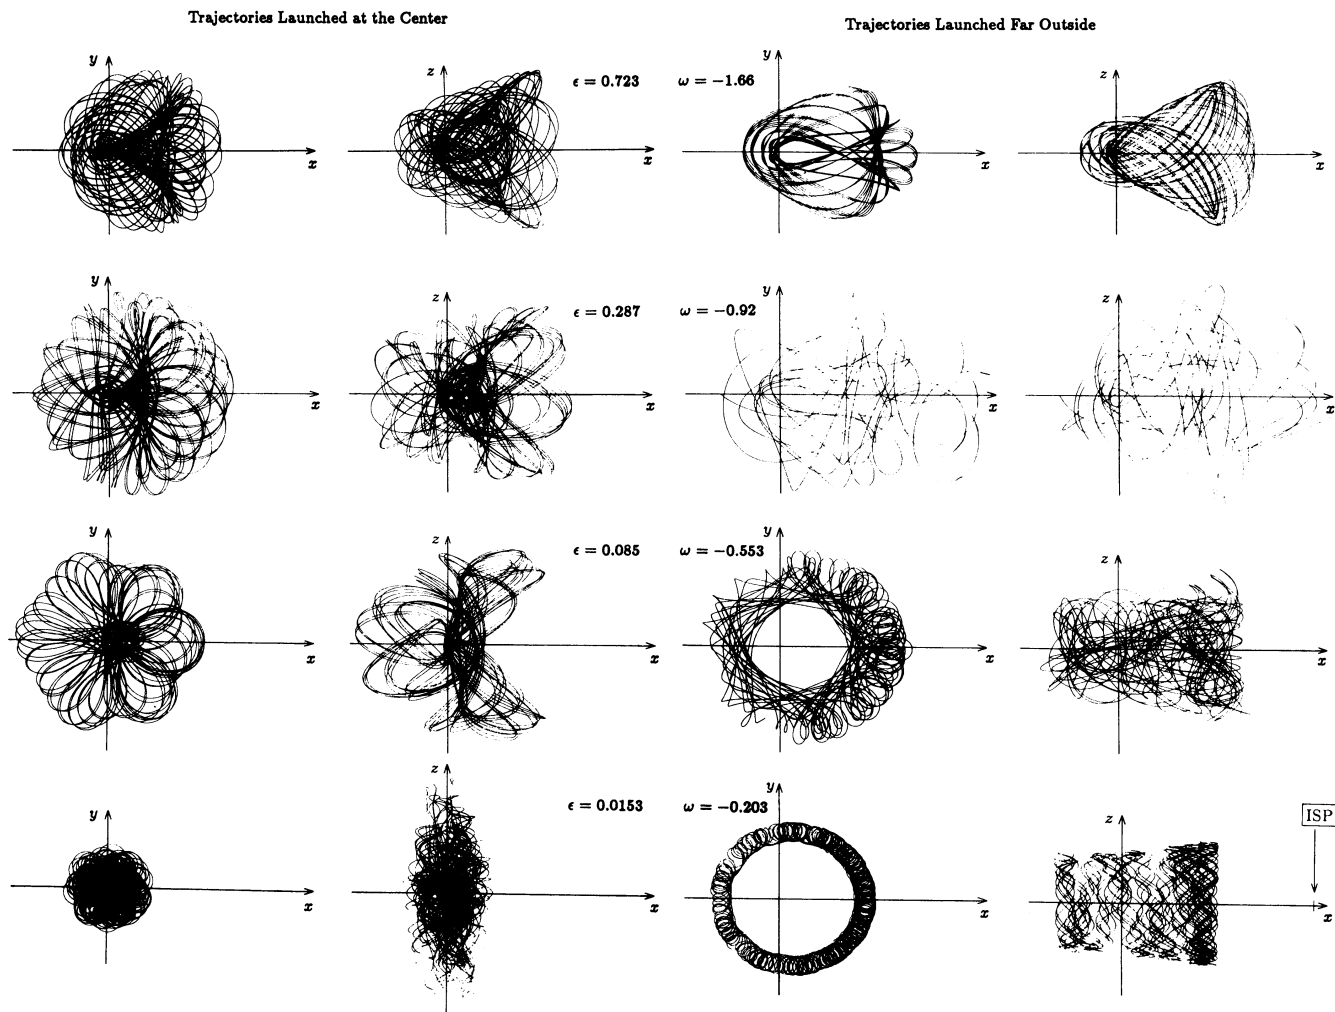 Trajectories Launched at the Center
Trajectories Launched Far Outside
y
x
z
x
ϵ = 0.723
ω = −1.66
y
x
z
x
y
x
z
x
ϵ = 0.287
ω = −0.92
y
x
z
x
y
x
z
x
ϵ = 0.085
ω = −0.553
y
x
z
x
y
x
z
x
ϵ = 0.0153
ω = −0.203
y
x
z
x
ISP